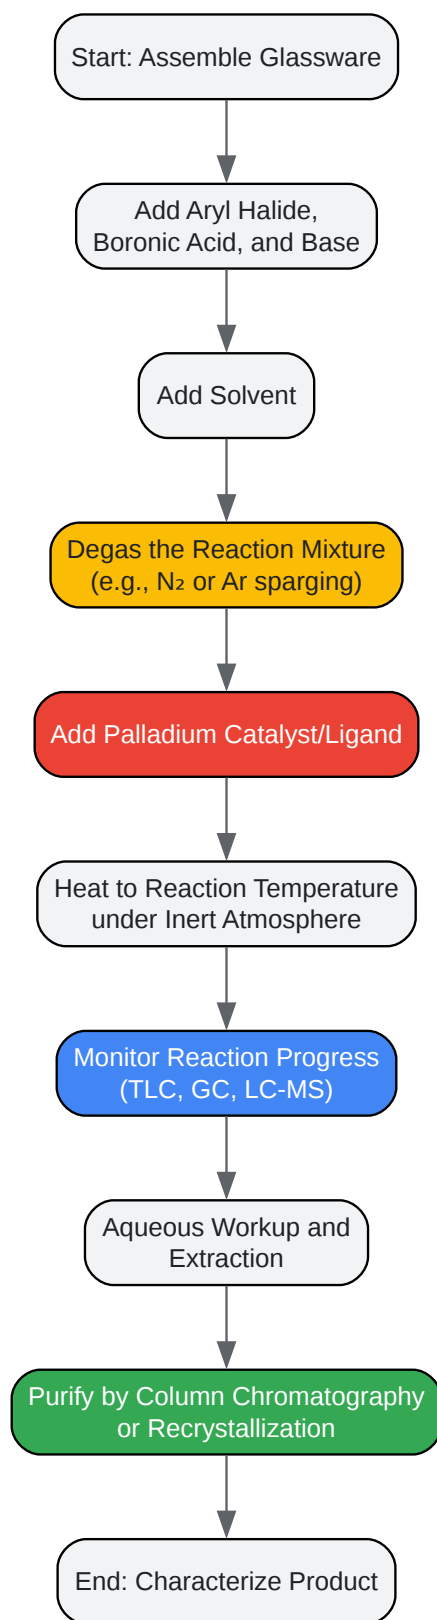 Start: Assemble Glassware
Add Aryl Halide,
Boronic Acid, and Base
Add Solvent
Degas the Reaction Mixture
(e.g., N₂ or Ar sparging)
Add Palladium Catalyst/Ligand
Heat to Reaction Temperature
under Inert Atmosphere
Monitor Reaction Progress
(TLC, GC, LC-MS)
Aqueous Workup and
Extraction
Purify by Column Chromatography
or Recrystallization
End: Characterize Product